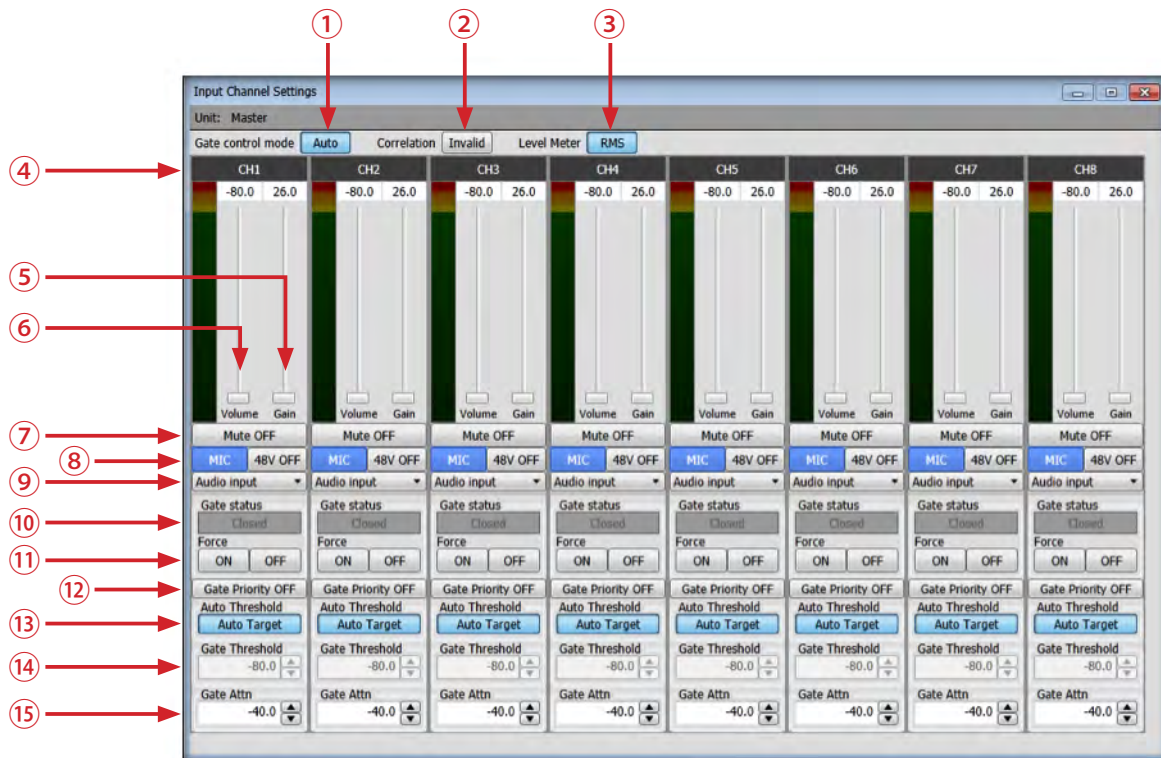 ① ② ③
Input Channel Settings
Unit: Master
Gate control mode Auto Correlation Invalid Level Meter RMS
④ CH1 CH2 CH3 CH4 CH5 CH6 CH7 CH8
-80.0 26.0 -80.0 26.0 -80.0 26.0 -80.0 26.0 -80.0 26.0 -80.0 26.0 -80.0 26.0 -80.0 26.0
⑤
⑥
Volume Gain Volume Gain Volume Gain Volume Gain Volume Gain Volume Gain Volume Gain Volume Gain
⑦ Mute OFF Mute OFF Mute OFF Mute OFF Mute OFF Mute OFF Mute OFF Mute OFF
⑧ MIC 48V OFF MIC 48V OFF MIC 48V OFF MIC 48V OFF MIC 48V OFF MIC 48V OFF MIC 48V OFF MIC 48V OFF
⑨ Audio input Audio input Audio input Audio input Audio input Audio input Audio input Audio input
Gate status Gate status Gate status Gate status Gate status Gate status Gate status Gate status
⑩ Closed Closed Closed Closed Closed Closed Closed Closed
Force Force Force Force Force Force Force Force
⑪ ON OFF ON OFF ON OFF ON OFF ON OFF ON OFF ON OFF ON OFF
⑫ Gate Priority OFF Gate Priority OFF Gate Priority OFF Gate Priority OFF Gate Priority OFF Gate Priority OFF Gate Priority OFF Gate Priority OFF
Auto Threshold Auto Threshold Auto Threshold Auto Threshold Auto Threshold Auto Threshold Auto Threshold Auto Threshold
⑬ Auto Target Auto Target Auto Target Auto Target Auto Target Auto Target Auto Target Auto Target
Gate Threshold Gate Threshold Gate Threshold Gate Threshold Gate Threshold Gate Threshold Gate Threshold Gate Threshold
⑭ -80.0 -80.0 -80.0 -80.0 -80.0 -80.0 -80.0 -80.0
Gate Attn Gate Attn Gate Attn Gate Attn Gate Attn Gate Attn Gate Attn Gate Attn
⑮ -40.0 -40.0 -40.0 -40.0 -40.0 -40.0 -40.0 -40.0